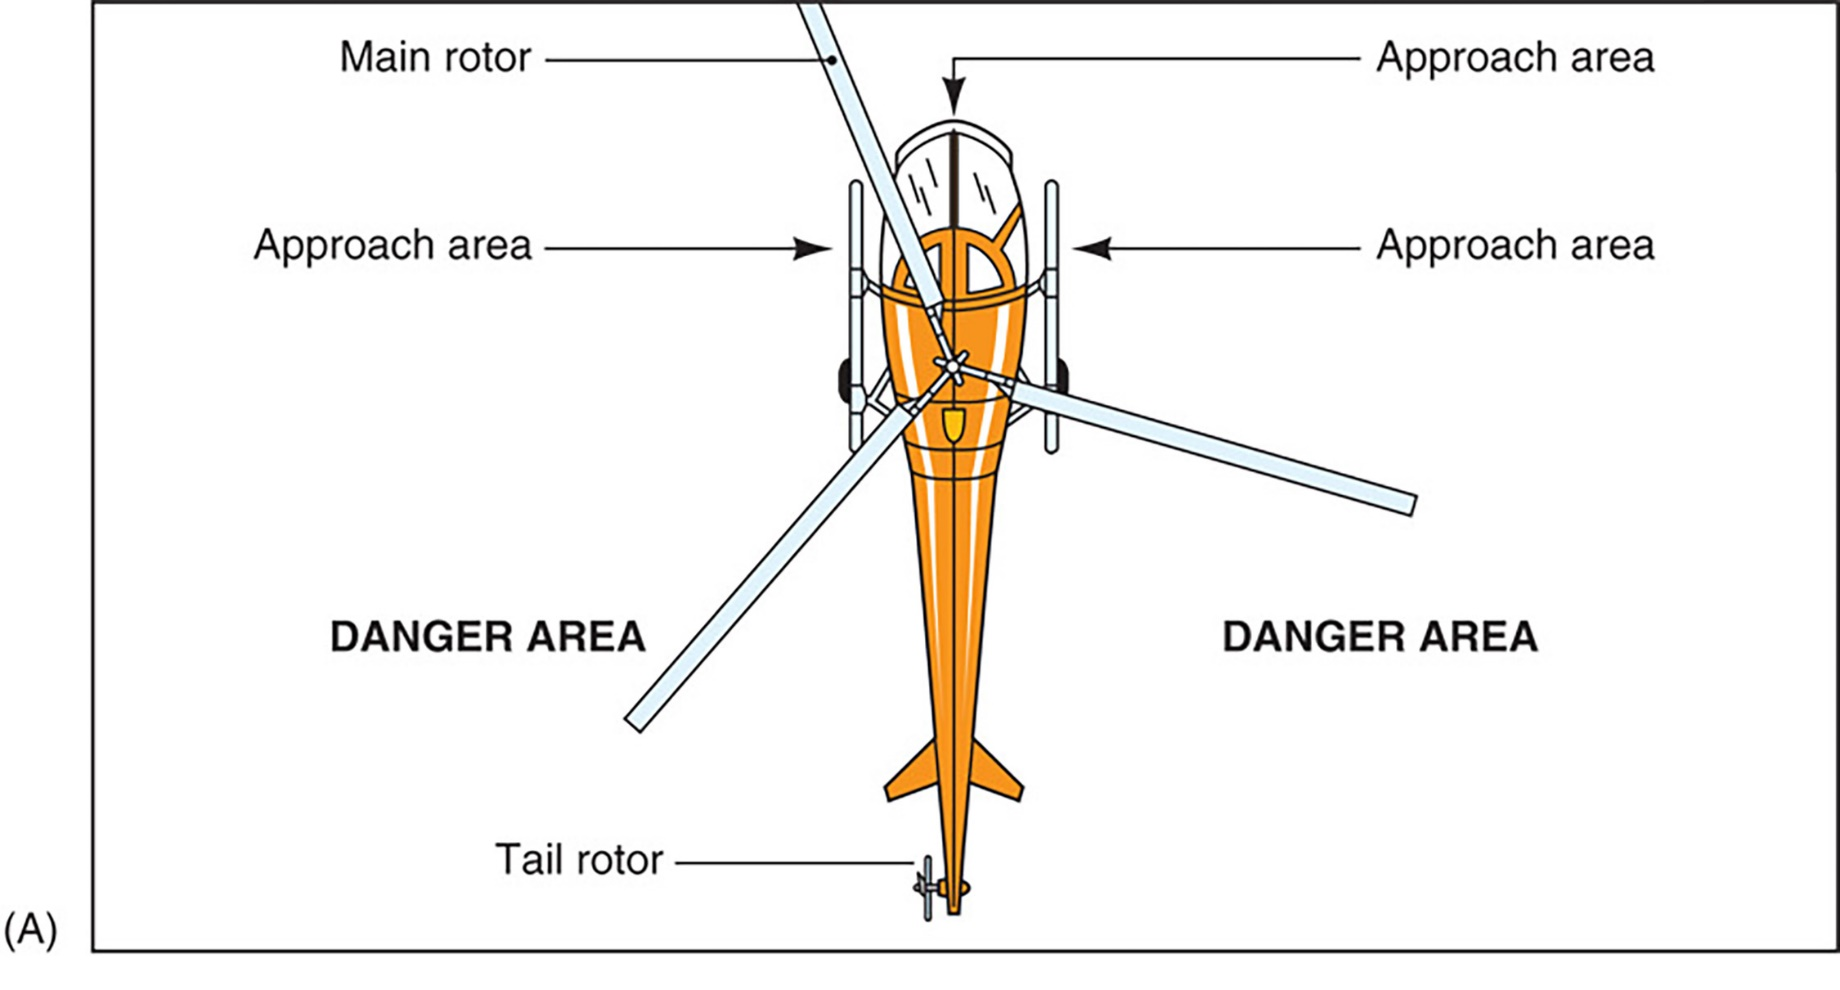 Main rotor
Approach area
Approach area
Approach area
DANGER AREA
DANGER AREA
Tail rotor
(A)